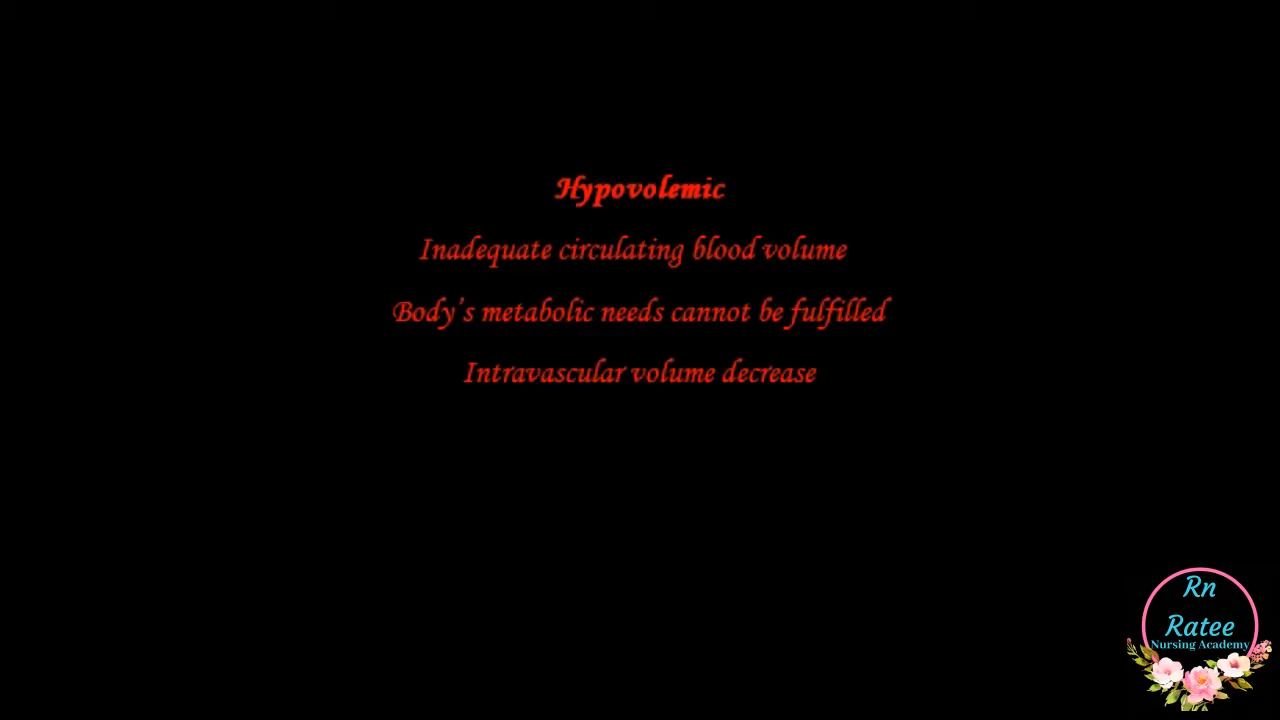 Hypovolemic
Inadequate circulating blood volume
Body's metabolic needs cannot be fulfilled
Intravascular volume decrease
Rn
Ratee
Nursing Academy